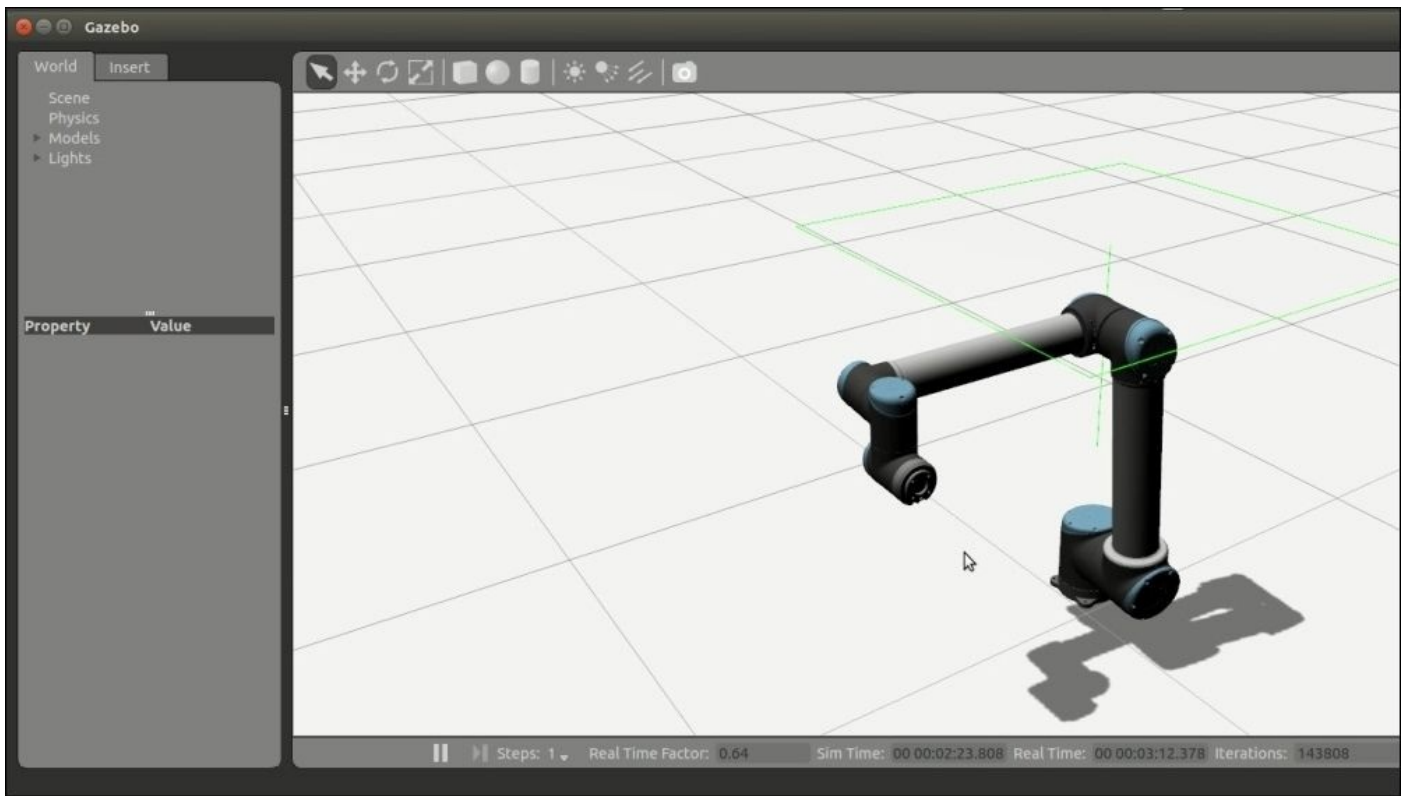 Gazebo
World Insert
Scene
Physics
Models
Lights
Property Value
Steps: 1 Real Time Factor: 0.64 Sim Time: 00 00:02:23.808 Real Time: 00 00:03:12.378 Iterations: 143808